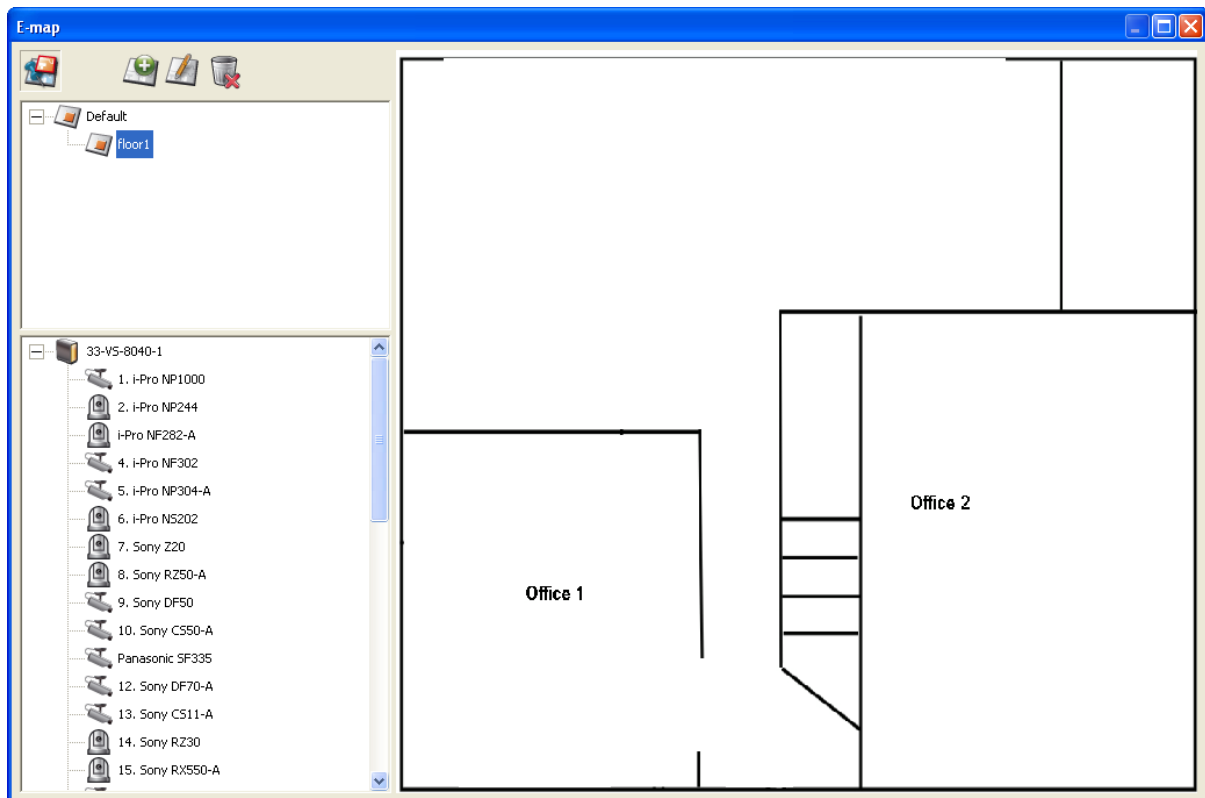 E-map
Default
floor1
33-VS-8040-1
1. i-Pro NP1000
2. i-Pro NP244
i-Pro NF282-A
4. i-Pro NF302
5. i-Pro NP304-A
6. i-Pro NS202
7. Sony Z20
8. Sony RZ50-A
9. Sony DF50
10. Sony CS50-A
Panasonic SF335
12. Sony DF70-A
13. Sony CS11-A
14. Sony RZ30
15. Sony RX550-A
Office 1
Office 2